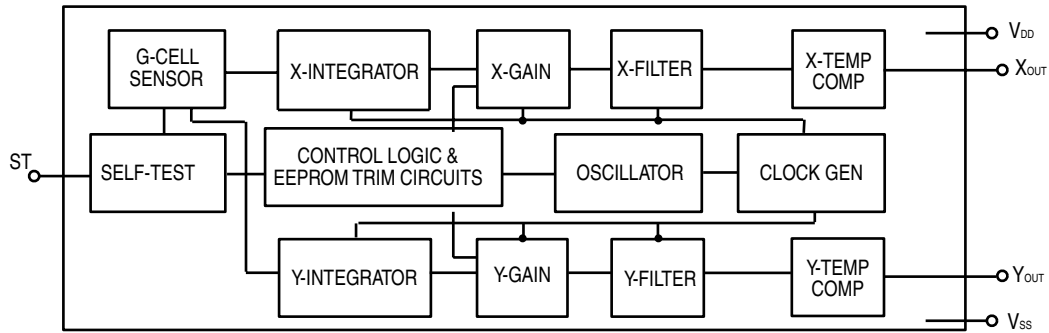 G-CELL
SENSOR
X-INTEGRATOR
X-GAIN
X-FILTER
X-TEMP
COMP
VDD
XOUT
ST
SELF-TEST
CONTROL LOGIC &
EEPROM TRIM CIRCUITS
OSCILLATOR
CLOCK GEN
Y-INTEGRATOR
Y-GAIN
Y-FILTER
Y-TEMP
COMP
YOUT
VSS